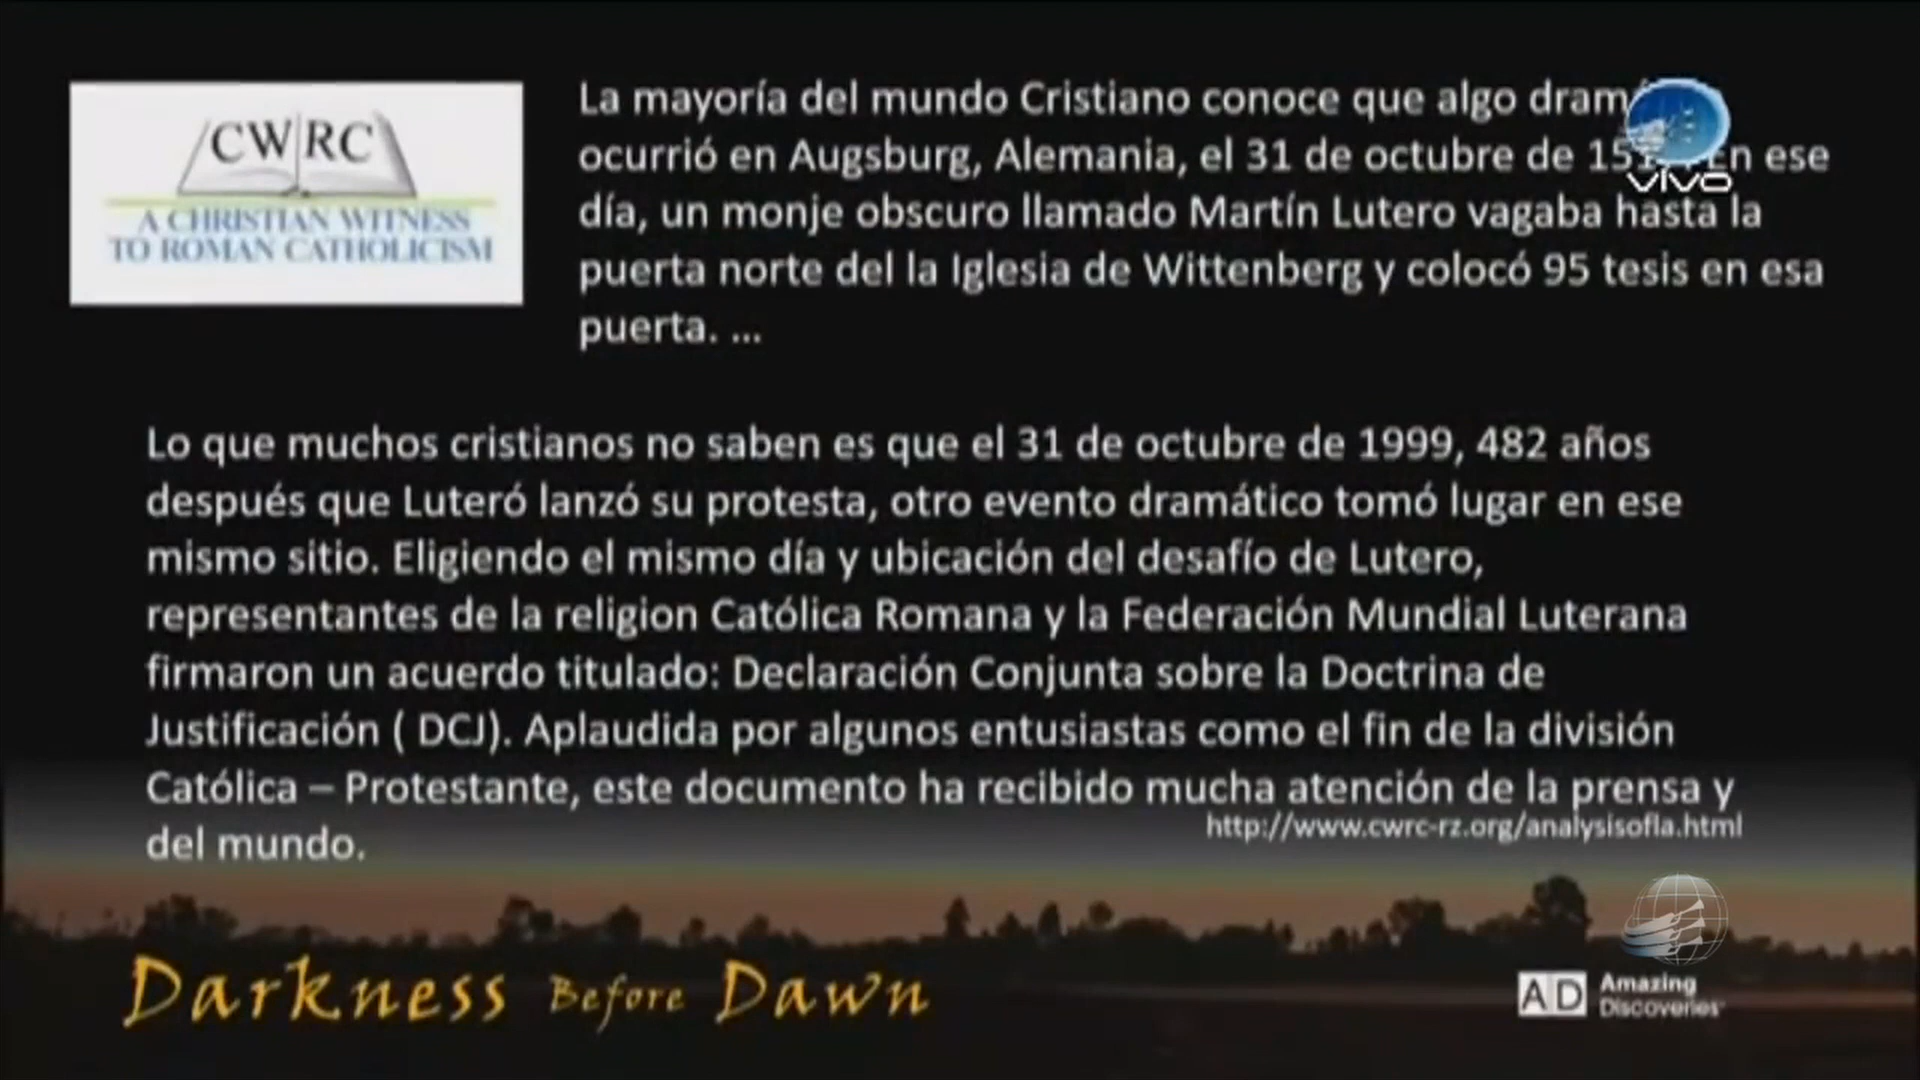 CWRC
A CHRISTIAN WITNESS
TO ROMAN CATHOLICISM
La mayoría del mundo Cristiano conoce que algo
ocurrió en Augsburg, Alemania, el 31 de octubre de En ese
día, un monje obscuro llamado Martín Lutero vagaba hasta la
puerta norte del la Iglesia de Wittenberg y colocó 95 tesis en esa
puerta. ...
VIVO
Lo que muchos cristianos no saben es que el 31 de octubre de 1999, 482 años
después que Luteró lanzó su protesta, otro evento dramático tomó lugar en ese
mismo sitio. Eligiendo el mismo día y ubicación del desafío de Lutero,
representantes de la religion Católica Romana y la Federación Mundial Luterana
firmaron un acuerdo titulado: Declaración Conjunta sobre la Doctrina de
Justificación ( DCJ). Aplaudida por algunos entusiastas como el fin de la división
Católica – Protestante, este documento ha recibido mucha atención de la prensa y
del mundo.
http://www.cwrc-rz.org/analysisofla.html
Darkness Before Dawn
AD Amazing
Discoveries